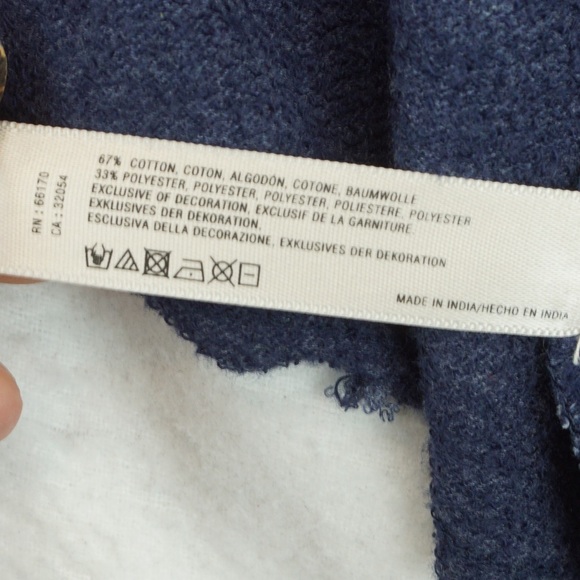 RN : 66170
CA : 32054
67% COTTON, COTON, ALGODÓN, COTONE, BAUMWOLLE
33% POLYESTER, POLYESTER, POLYESTER, POLIESTERE, POLYESTER
EXCLUSIVE OF DECORATION, EXCLUSIF DE LA GARNITURE
EXKLUSIVES DER DEKORATION,
ESCLUSIVA DELLA DECORAZIONE, EXKLUSIVES DER DEKORATION
MADE IN INDIA/HECHO EN INDIA